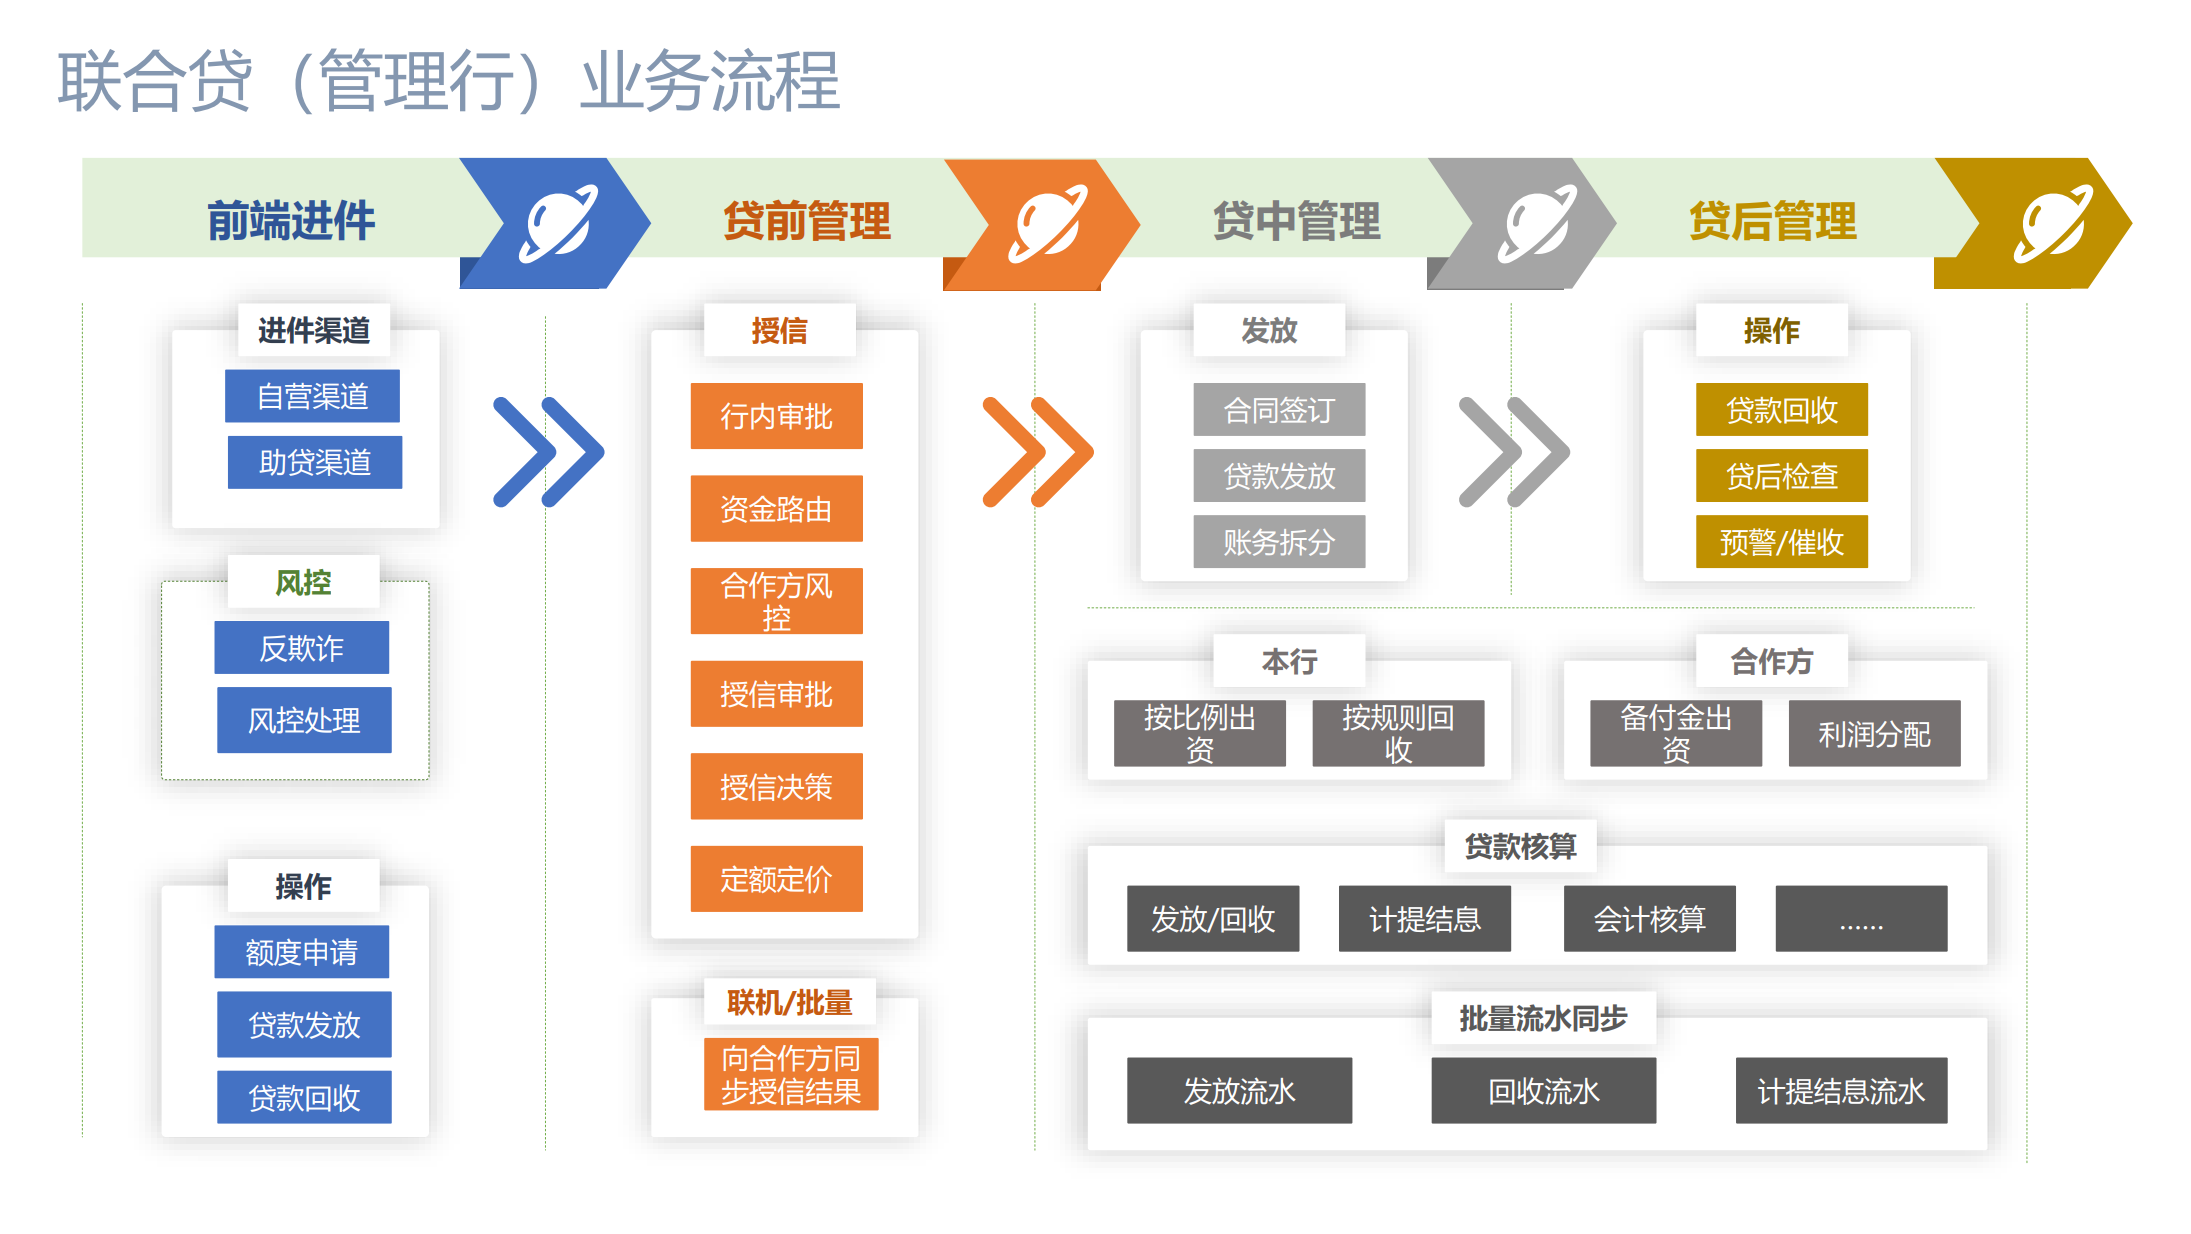 联合贷（管理行）业务流程
前端进件
贷前管理
贷中管理
贷后管理
进件渠道
自营渠道
助贷渠道
风控
反欺诈
风控处理
操作
额度申请
贷款发放
贷款回收
授信
行内审批
资金路由
合作方风
控
授信审批
授信决策
定额定价
联机/批量
向合作方同
步授信结果
发放
合同签订
贷款发放
账务拆分
操作
贷款回收
贷后检查
预警/催收
本行
按比例出
资
按规则回
收
合作方
备付金出
资
利润分配
贷款核算
发放/回收
计提结息
会计核算
......
批量流水同步
发放流水
回收流水
计提结息流水